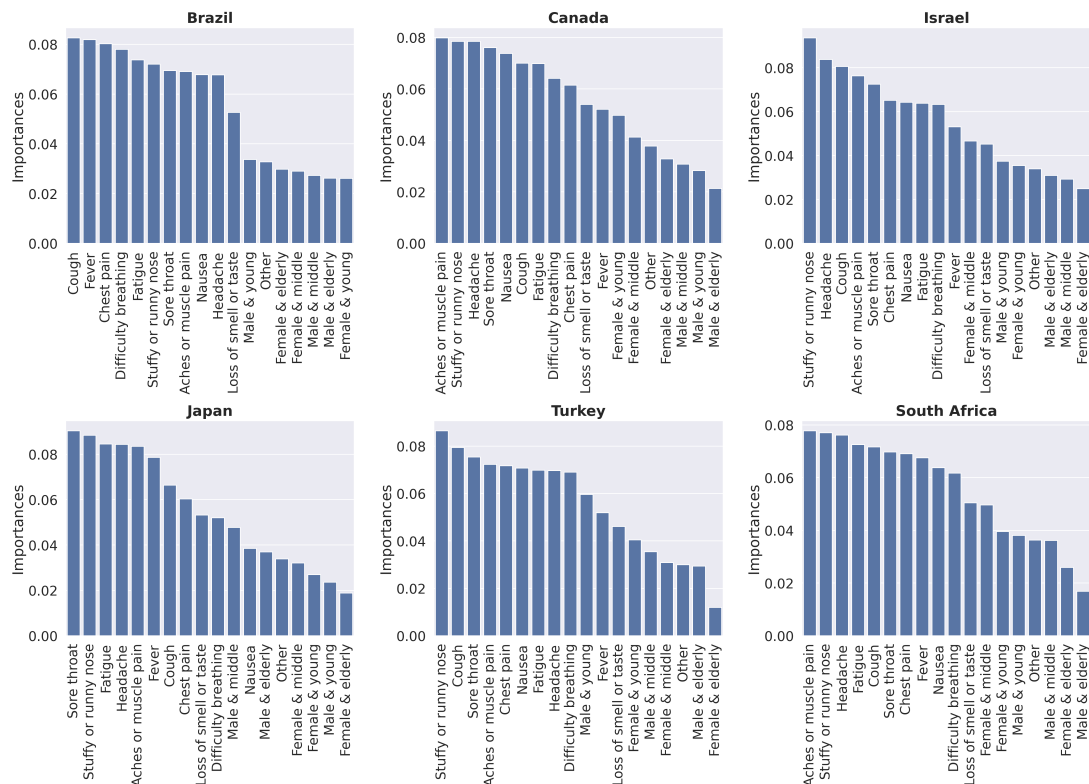 Brazil
Importances
0.08
0.06
0.04
0.02
0.00
Cough
Fever
Chest pain
Difficulty breathing
Fatigue
Stuffy or runny nose
Sore throat
Aches or muscle pain
Nausea
Headache
Loss of smell or taste
Male & young
Other
Female & elderly
Female & middle
Male & middle
Male & elderly
Female & young
Canada
Importances
0.08
0.06
0.04
0.02
0.00
Aches or muscle pain
Stuffy or runny nose
Headache
Sore throat
Nausea
Cough
Fatigue
Difficulty breathing
Chest pain
Loss of smell or taste
Fever
Female & young
Female & middle
Male & middle
Other
Female & elderly
Male & young
Male & elderly
Israel
Importances
0.08
0.06
0.04
0.02
0.00
Stuffy or runny nose
Headache
Cough
Aches or muscle pain
Sore throat
Chest pain
Nausea
Fatigue
Difficulty breathing
Fever
Female & middle
Loss of smell or taste
Male & young
Female & young
Other
Male & elderly
Male & middle
Female & elderly
Japan
Importances
0.08
0.06
0.04
0.02
0.00
Sore throat
Stuffy or runny nose
Fatigue
Headache
Aches or muscle pain
Fever
Cough
Chest pain
Loss of smell or taste
Difficulty breathing
Male & middle
Nausea
Male & elderly
Other
Female & middle
Female & young
Male & young
Female & elderly
Turkey
Importances
0.08
0.06
0.04
0.02
0.00
Stuffy or runny nose
Cough
Sore throat
Aches or muscle pain
Chest pain
Nausea
Fatigue
Headache
Difficulty breathing
Male & young
Fever
Loss of smell or taste
Female & young
Male & middle
Female & middle
Other
Male & elderly
Female & elderly
South Africa
Importances
0.08
0.06
0.04
0.02
0.00
Aches or muscle pain
Stuffy or runny nose
Headache
Fatigue
Cough
Sore throat
Chest pain
Fever
Nausea
Difficulty breathing
Loss of smell or taste
Female & middle
Female & young
Male & young
Other
Male & middle
Female & elderly
Male & elderly